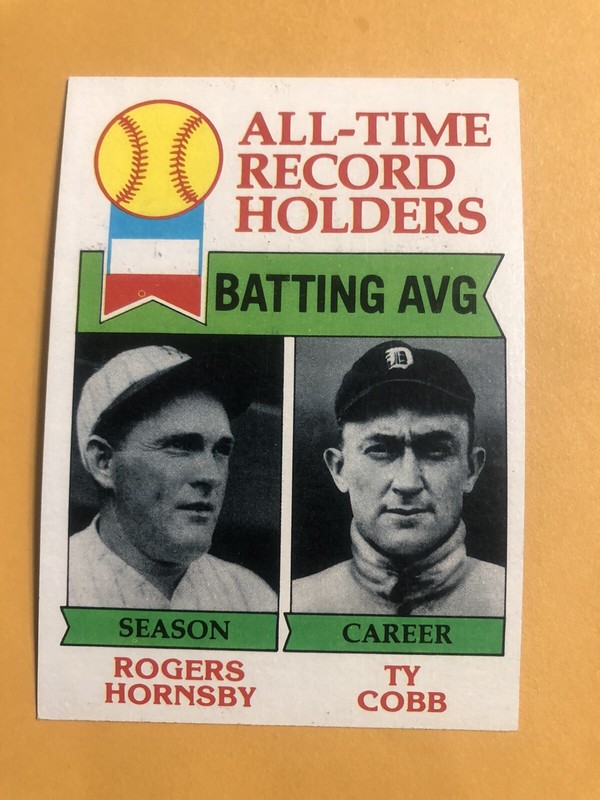 ALL-TIME
RECORD
HOLDERS
BATTING AVG
D
SEASON
CAREER
ROGERS
HORNSBY
TY
COBB